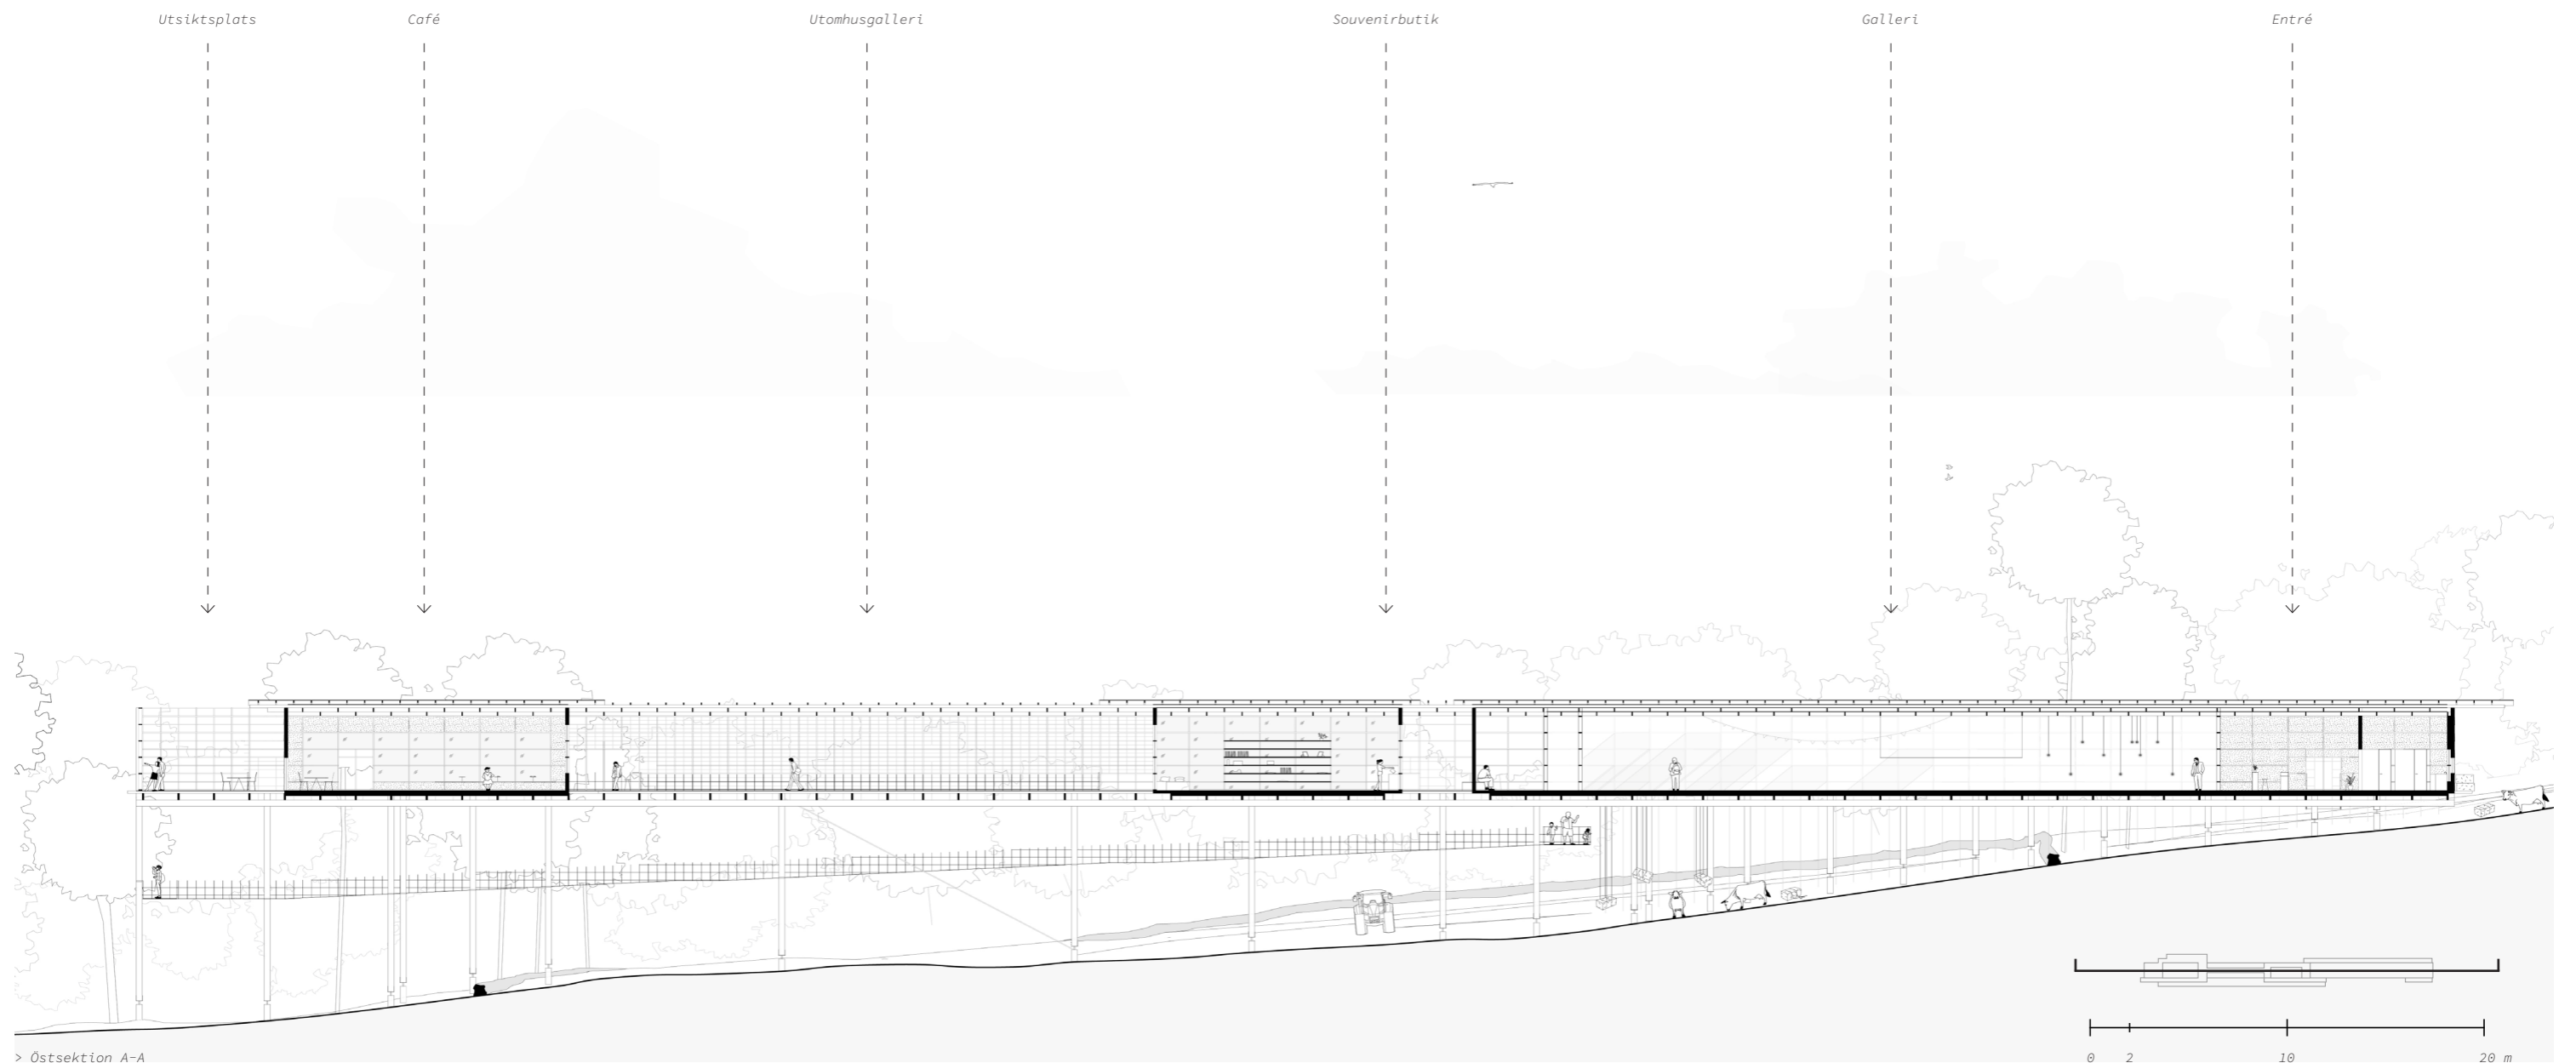 Utsiktsplats
Café
Utomhusgalleri
Souvenirbutik
Galleri
Entré
0 2 10 20 m
> Östsektion A-A